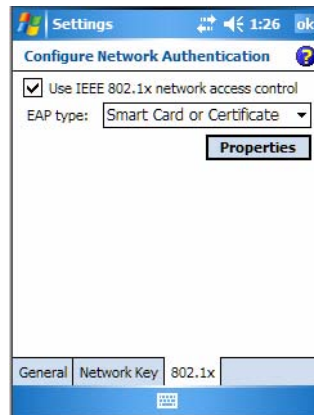 Settings 1:26 ok
Configure Network Authentication ?
Use IEEE 802.1x network access control
EAP type: Smart Card or Certificate
Properties
General Network Key 802.1x